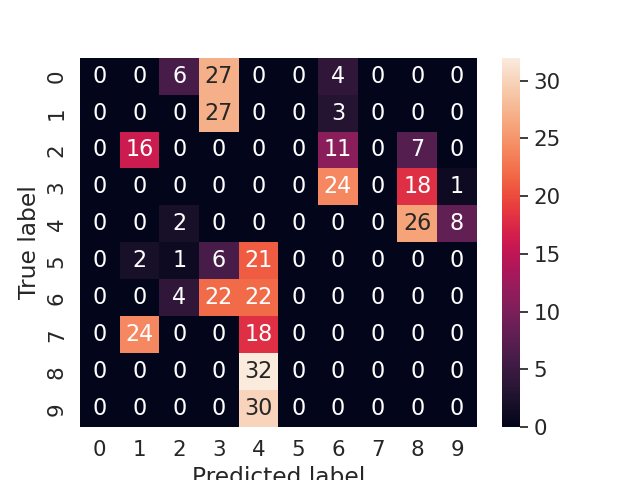 0 0 0 6 27 0 0 4 0 0 0
1 0 0 0 27 0 0 3 0 0 0
2 0 16 0 0 0 0 11 0 7 0
3 0 0 0 0 0 0 24 0 18 1
4 0 0 2 0 0 0 0 0 26 8
5 0 2 1 6 21 0 0 0 0 0
6 0 0 4 22 22 0 0 0 0 0
7 0 24 0 0 18 0 0 0 0 0
8 0 0 0 0 32 0 0 0 0 0
9 0 0 0 0 30 0 0 0 0 0
0 1 2 3 4 5 6 7 8 9
True label
Predicted label
30
25
20
15
10
5
0